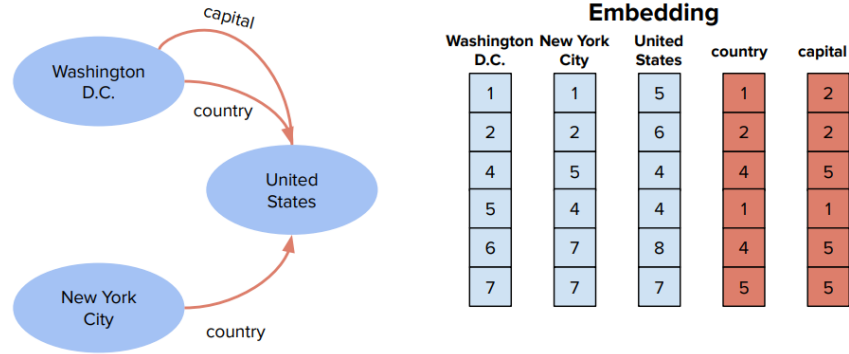 capital
Washington
D.C.
country
United
States
New York
City
country
Embedding
Washington New York United country capital
D.C. City States
1 1 5 1 2
2 2 6 2 2
4 5 4 4 5
5 4 4 1 1
6 7 8 4 5
7 7 7 5 5